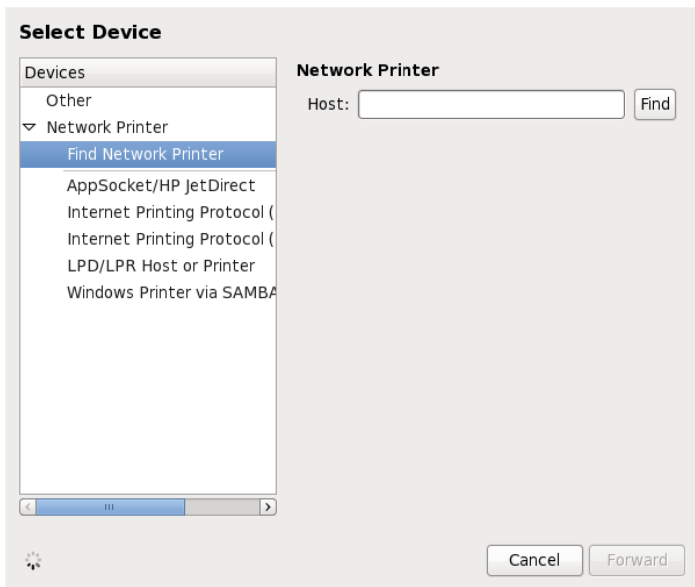 Select Device
Devices
Other
Network Printer
Find Network Printer
AppSocket/HP JetDirect
Internet Printing Protocol (
Internet Printing Protocol (
LPD/LPR Host or Printer
Windows Printer via SAMBA
Network Printer
Host:
Find
Cancel
Forward